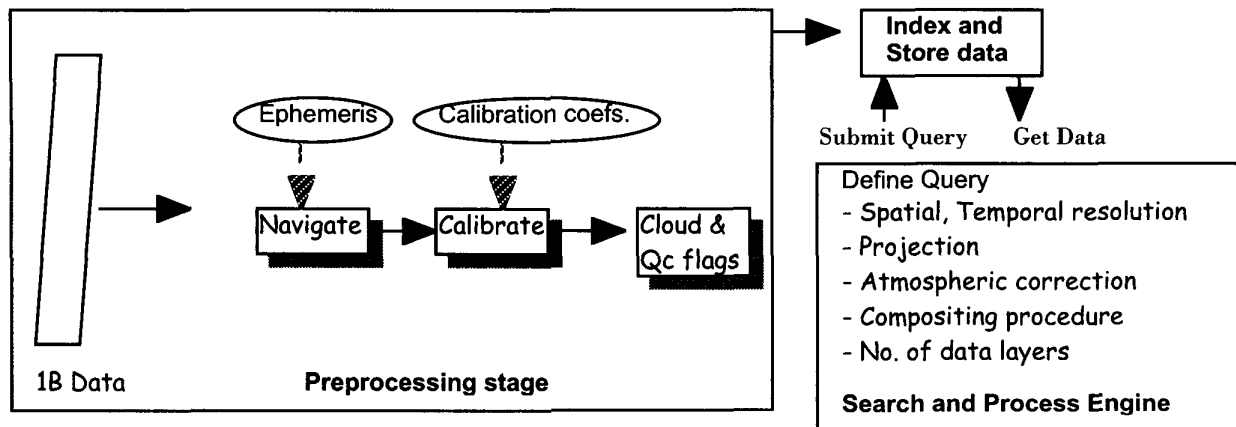 Index and
Store data
Ephemeris
Calibration coefs.
Submit Query
Get Data
Navigate
Calibrate
Cloud &
Qc flags
Define Query
- Spatial, Temporal resolution
- Projection
- Atmospheric correction
- Compositing procedure
- No. of data layers
1B Data
Preprocessing stage
Search and Process Engine